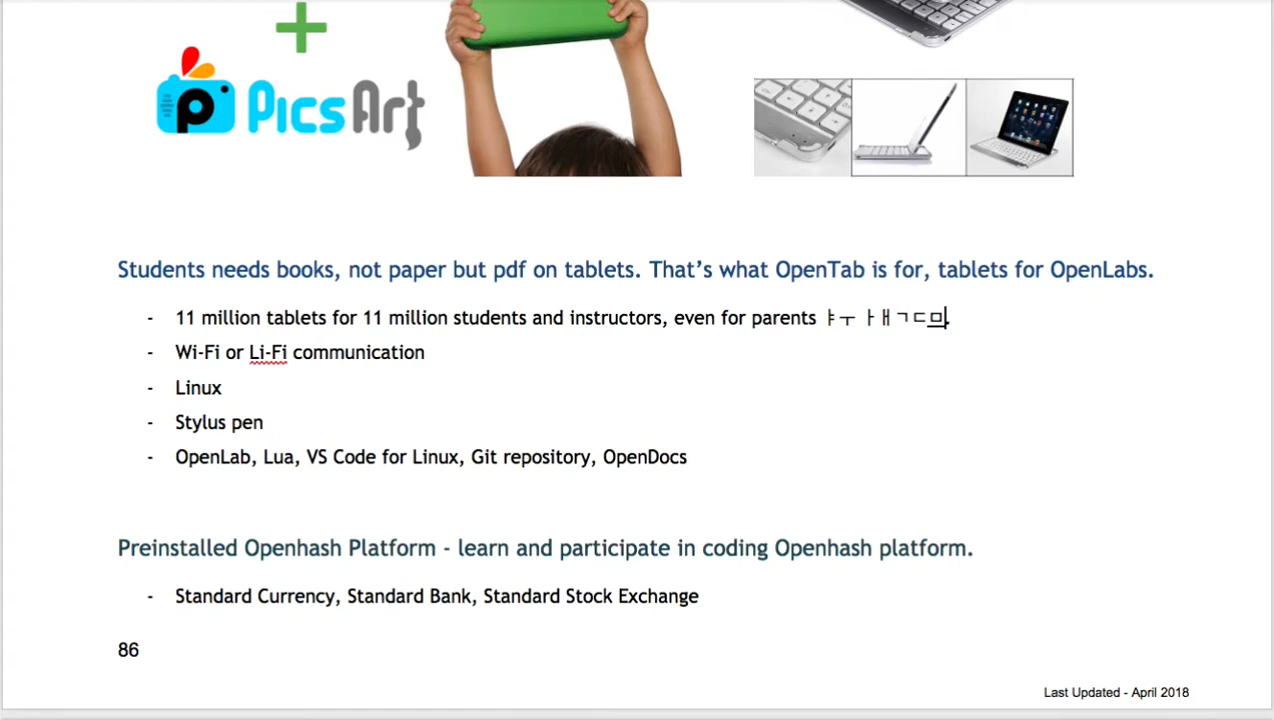 PicsArt
Students needs books, not paper but pdf on tablets. That’s what OpenTab is for, tablets for OpenLabs.
- 11 million tablets for 11 million students and instructors, even for parents ㅑㅜ ㅏㅐㄱㄷㅁ.
- Wi-Fi or Li-Fi communication
- Linux
- Stylus pen
- OpenLab, Lua, VS Code for Linux, Git repository, OpenDocs
Preinstalled Openhash Platform - learn and participate in coding Openhash platform.
- Standard Currency, Standard Bank, Standard Stock Exchange
86
Last Updated - April 2018